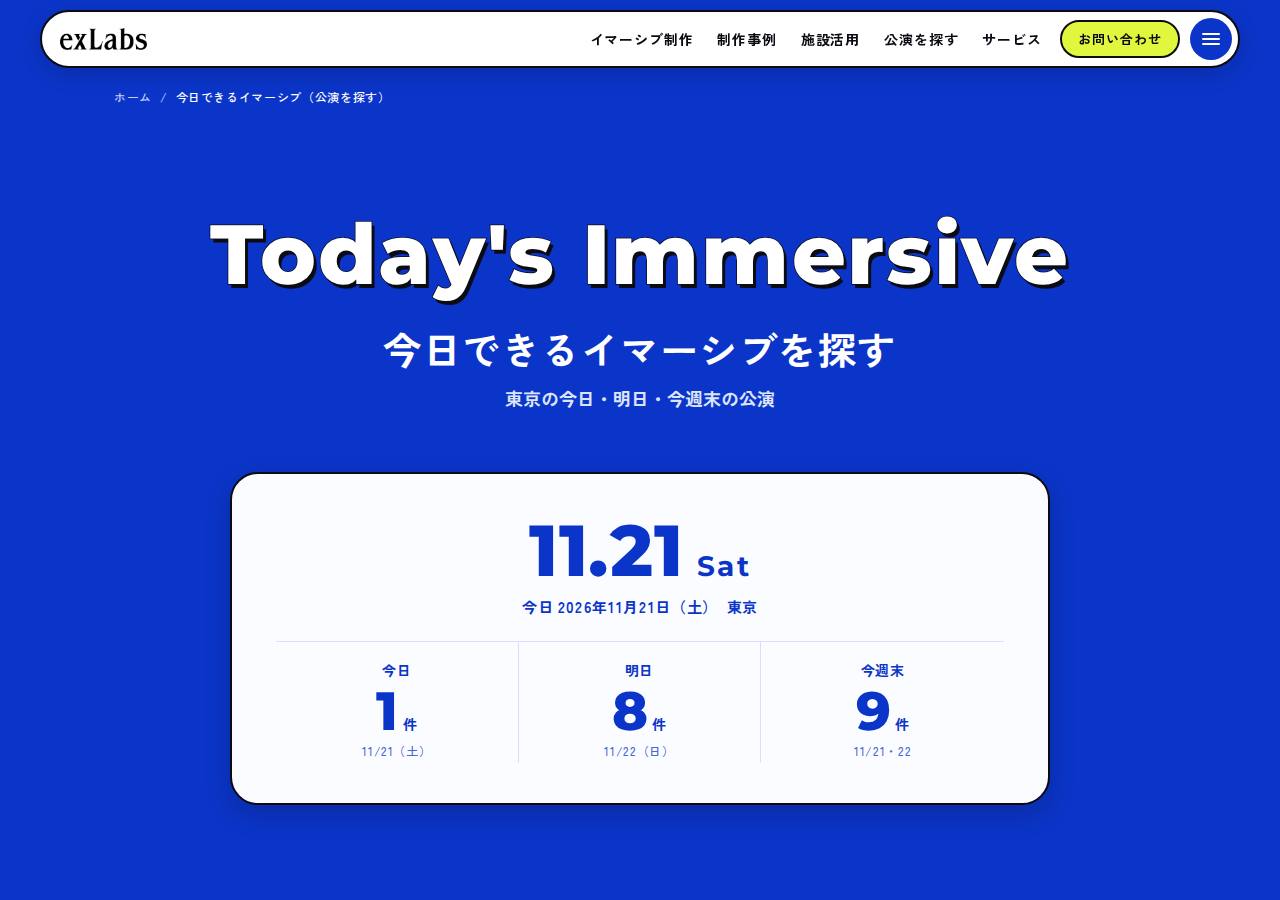 exLabs
イマーシブ制作 制作事例 施設活用 公演を探す サービス お問い合わせ
ホーム / 今日できるイマーシブ（公演を探す）
Today's Immersive
今日できるイマーシブを探す
東京の今日・明日・今週末の公演
11.21 Sat
今日 2026年11月21日（土） 東京
今日 明日 今週末
1件 8件 9件
11/21（土） 11/22（日） 11/21・22